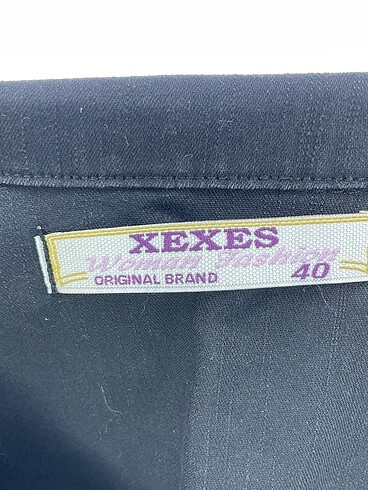 XEXES
Woman Fashion
ORIGINAL BRAND 40